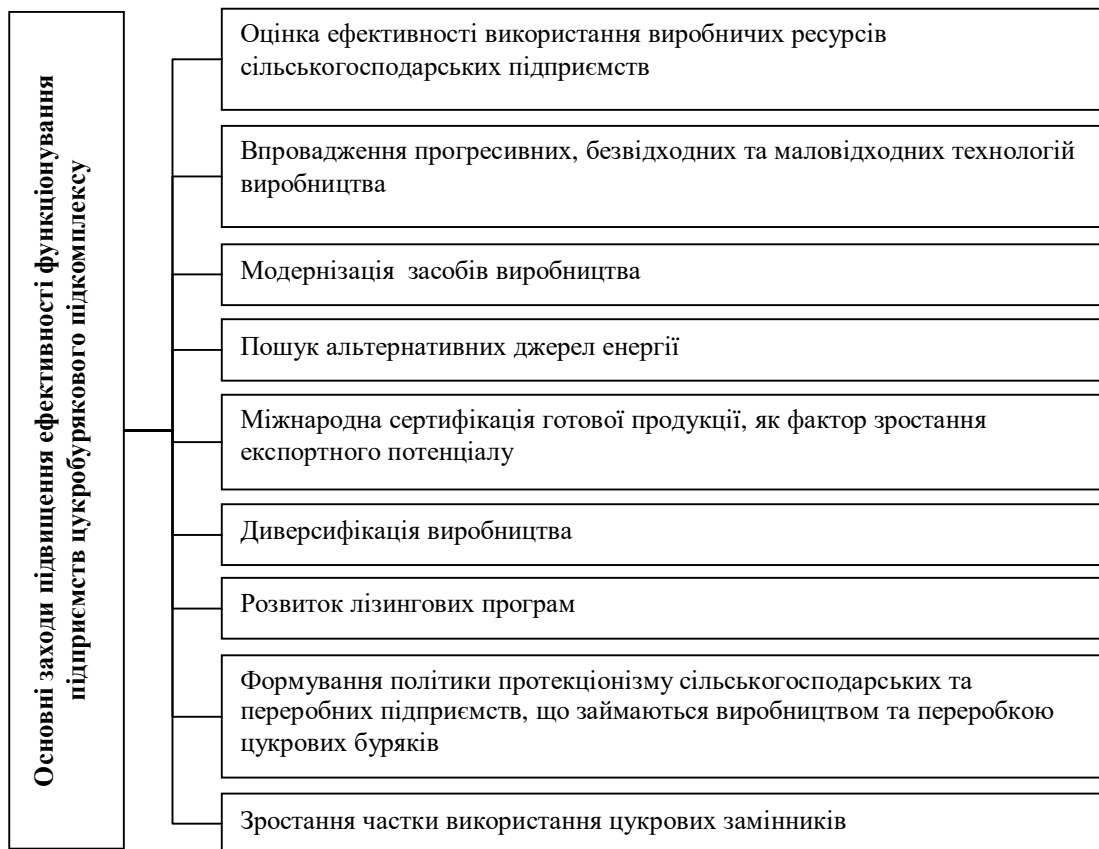 Основні заходи підвищення ефективності функціонування
підприємств цукробурякового підкомплексу
Оцінка ефективності використання виробничих ресурсів
сільськогосподарських підприємств
Впровадження прогресивних, безвідходних та маловідходних технологій
виробництва
Модернізація засобів виробництва
Пошук альтернативних джерел енергії
Міжнародна сертифікація готової продукції, як фактор зростання
експортного потенціалу
Диверсифікація виробництва
Розвиток лізингових програм
Формування політики протекціонізму сільськогосподарських та
переробних підприємств, що займаються виробництвом та переробкою
цукрових буряків
Зростання частки використання цукрових замінників